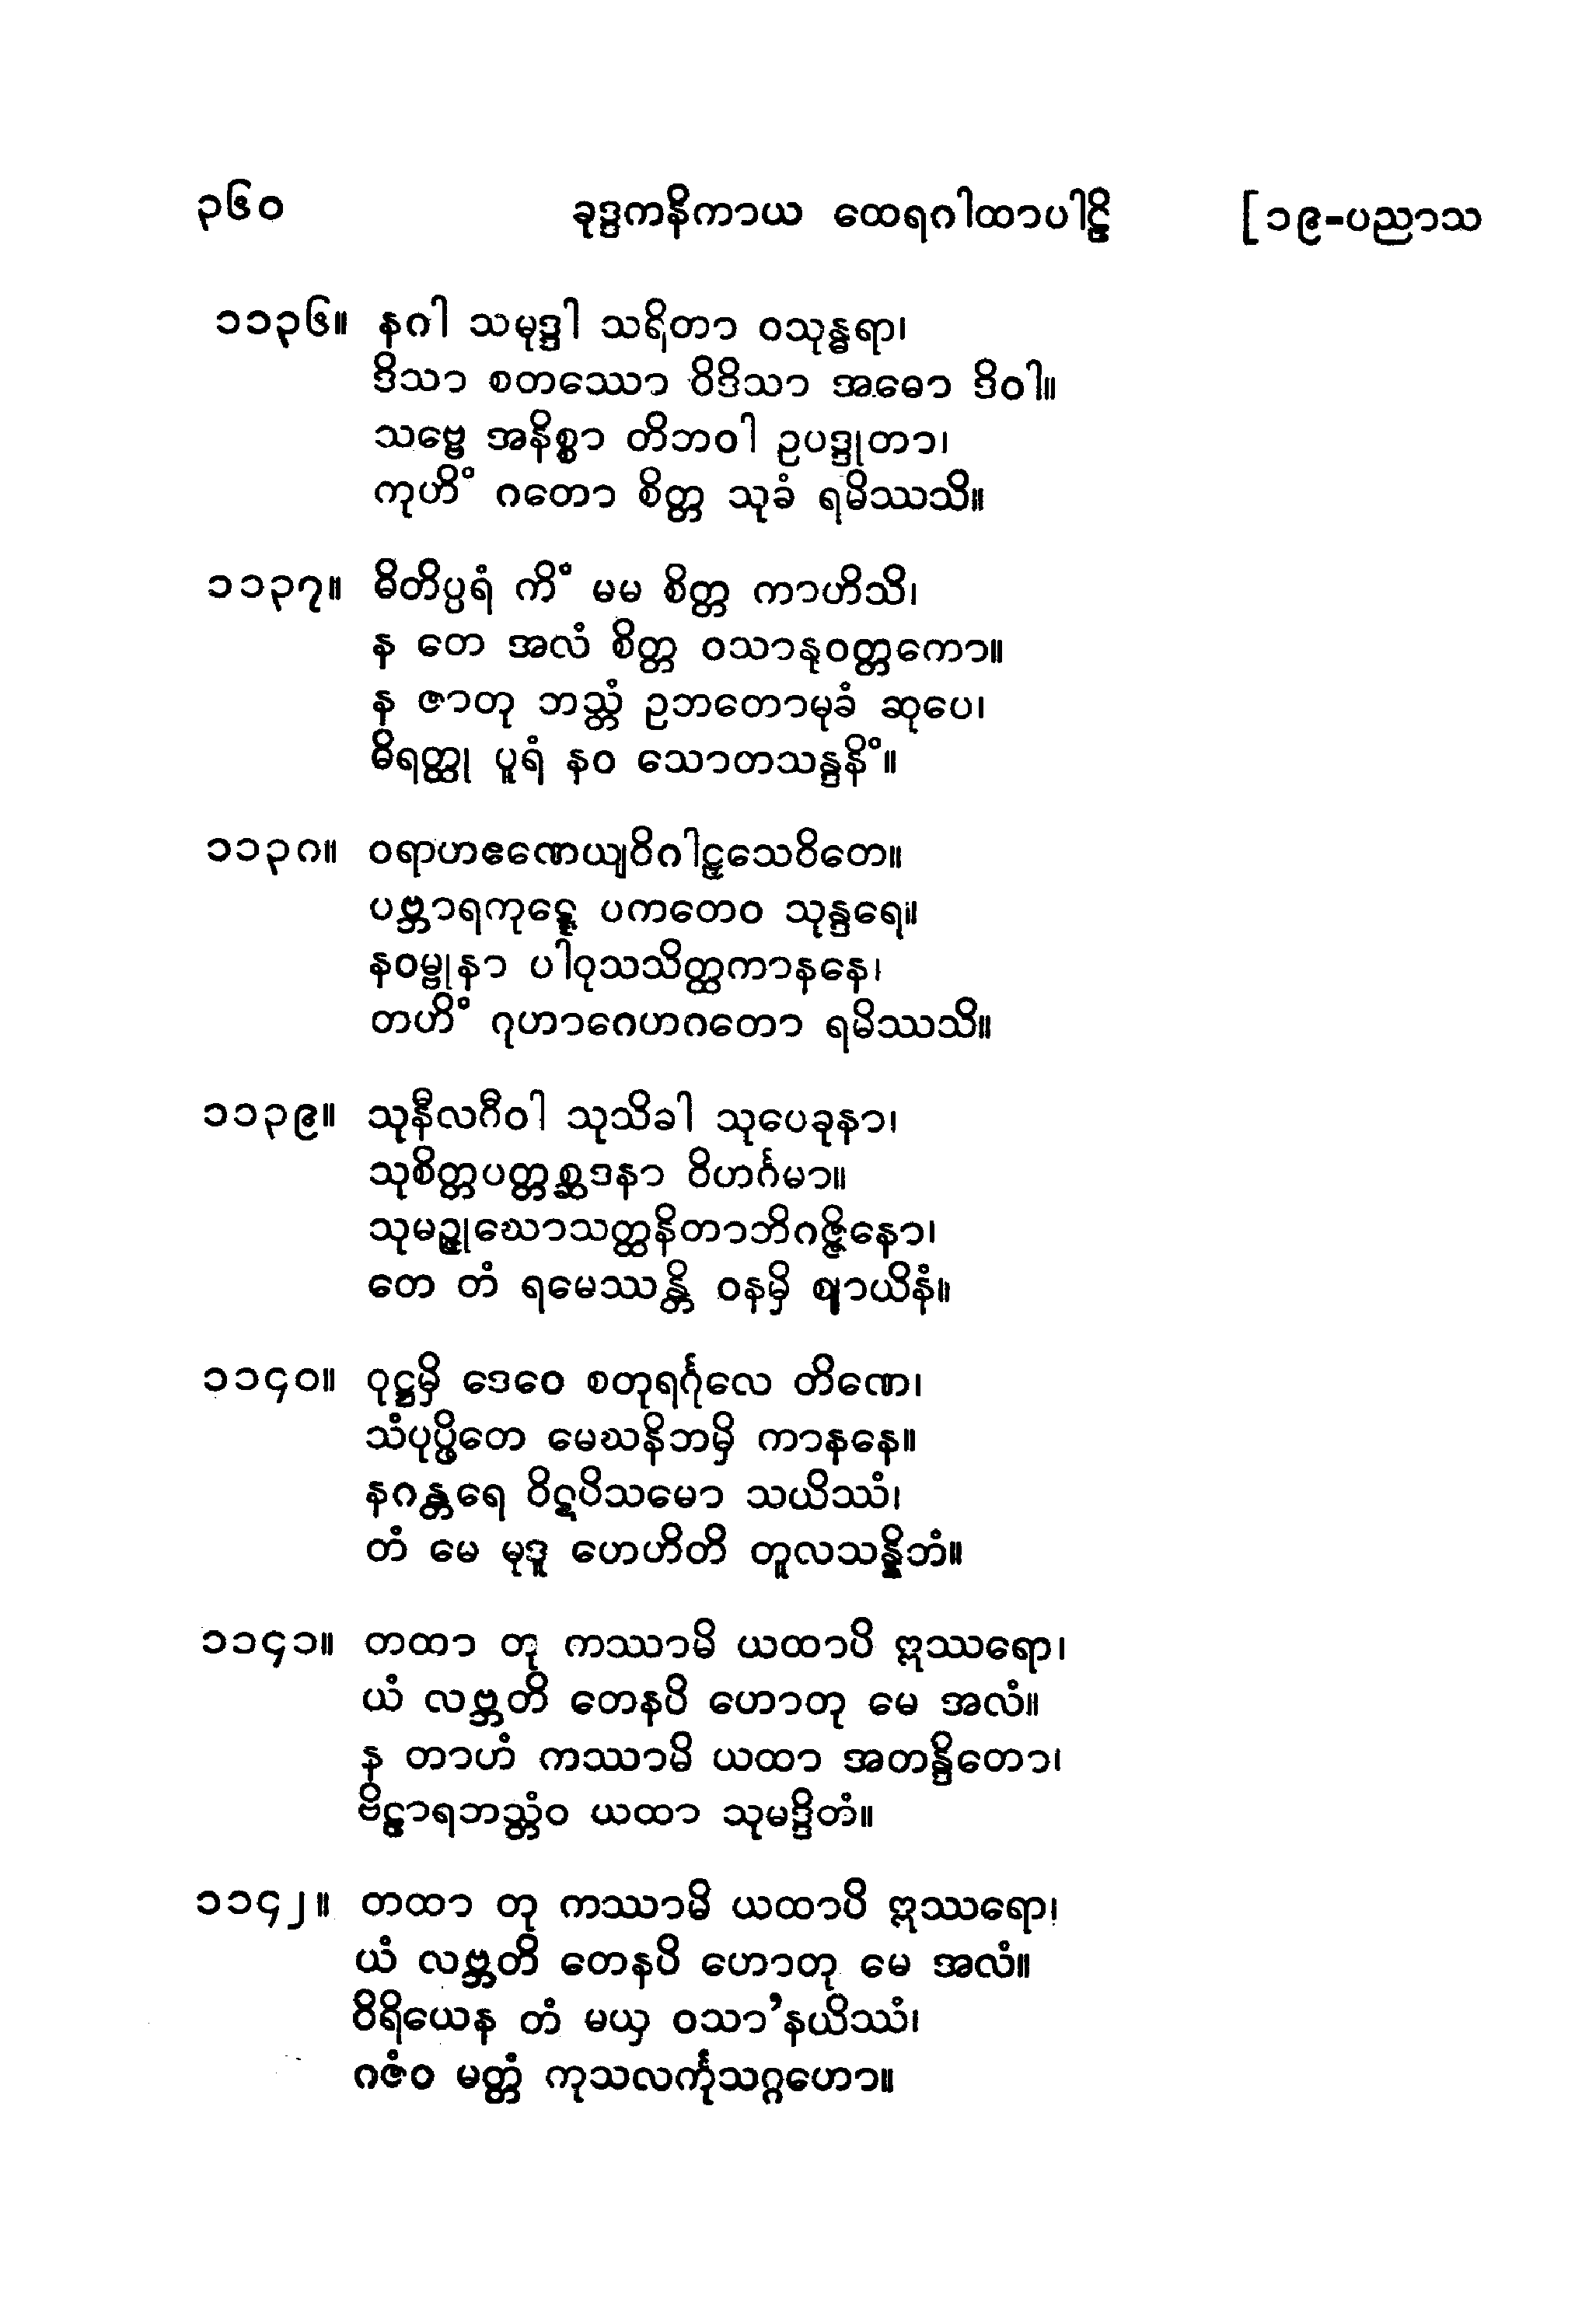 ၃၆၀ ခုဒ္ဒကနိကာယ ထေရဂါထာပါဠိ [၁၉-ပညာသ
၁၁၃၆။ နဂါ သမုဒ္ဒါ သရိတာ ဝသုန္ဓရာ၊
ဒိသာ စတဿော ဝိဒိသာ အဓော ဒိဝါ။
သဗ္ဗေ အနိစ္စာ တိဘဝါ ဥပဒ္ဒုတာ၊
ကုဟိံ ဂတော စိတ္တ သုခံ ရမိဿသိ။
၁၁၃၇။ ဓိတိပ္ပရံ ကိံ မမ စိတ္တ ကာဟိသိ၊
န တေ အလံ စိတ္တ ဝသာနုဝတ္တကော။
န ဇာတု ဘသ္တံ ဥဘတောမုခံ ဆုပေ၊
ဓိရတ္ထု ပူရံ နဝ သောတသန္ဒနိံ။
၁၁၃၈။ ဝရာဟဧဏေယျဝိဂါဠှသေဝိတေ။
ပဗ္ဘာရကုဋ္ဋေ ပကတေဝ သုန္ဒရေ။
နဝမ္ဗုနာ ပါဝုသသိတ္ထကာနနေ၊
တဟိံ ဂုဟာဂေဟဂတော ရမိဿသိ။
၁၁၃၉။ သုနီလဂီဝါ သုသိခါ သုပေခုနာ၊
သုစိတ္တပတ္တစ္ဆဒနာ ဝိဟင်္ဂမာ။
သုမဉ္ဇုဃောသတ္ထနိတာဘိဂဇ္ဇိနော၊
တေ တံ ရမေဿန္တိ ဝနမှိ ဈာယိနံ။
၁၁၄၀။ ဝုဋ္ဌမှိ ဒေဝေ စတုရင်္ဂုလေ တိဏေ၊
သံပုပ္ဖိတေ မေဃနိဘမှိ ကာနနေ။
နဂန္တရေ ဝိဋပိသမော သယိဿံ၊
တံ မေ မုဒူ ဟေဟိတိ တူလသန္နိဘံ။
၁၁၄၁။ တထာ တု ကဿာမိ ယထာပိ ဣဿရော၊
ယံ လဗ္ဘတိ တေနပိ ဟောတု မေ အလံ။
န တာဟံ ကဿာမိ ယထာ အတန္ဒိတော၊
ဗိဠာရဘသ္တံဝ ယထာ သုမဒ္ဒိတံ။
၁၁၄၂။ တထာ တု ကဿာမိ ယထာပိ ဣဿရော၊
ယံ လဗ္ဘတိ တေနပိ ဟောတု မေ အလံ။
ဝိရိယေန တံ မယှ ဝသာ’နယိဿံ၊
ဂဇံဝ မတ္တံ ကုသလင်္ကုသဂ္ဂဟော။